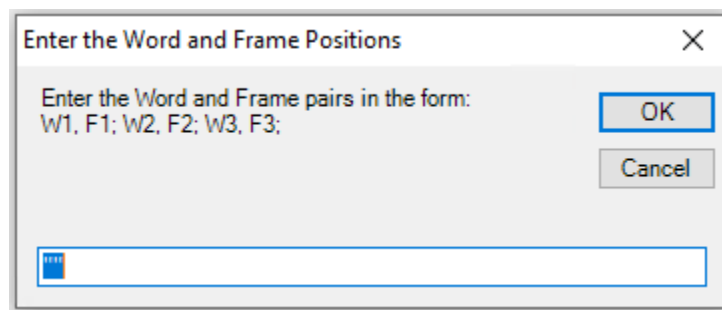 Enter the Word and Frame Positions
Enter the Word and Frame pairs in the form:
W1, F1; W2, F2; W3, F3;
OK
Cancel
""